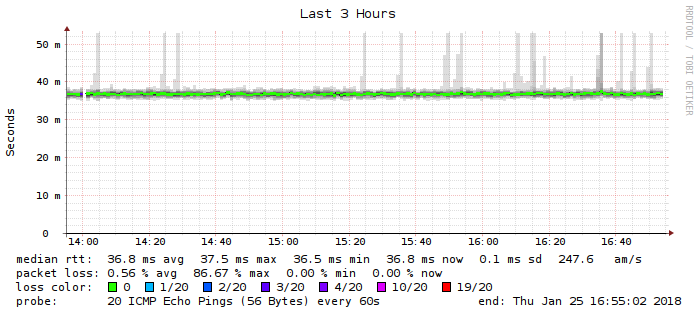 Last 3 Hours
RRDTOOL / TOBI OETIKER
Seconds
50 m
40 m
30 m
20 m
10 m
0
14:00 14:20 14:40 15:00 15:20 15:40 16:00 16:20 16:40
median rtt: 36.8 ms avg 37.5 ms max 36.5 ms min 36.8 ms now 0.1 ms sd 247.6 am/s
packet loss: 0.56 % avg 86.67 % max 0.00 % min 0.00 % now
loss color: 0 1/20 2/20 3/20 4/20 10/20 19/20
probe: 20 ICMP Echo Pings (56 Bytes) every 60s end: Thu Jan 25 16:55:02 2018